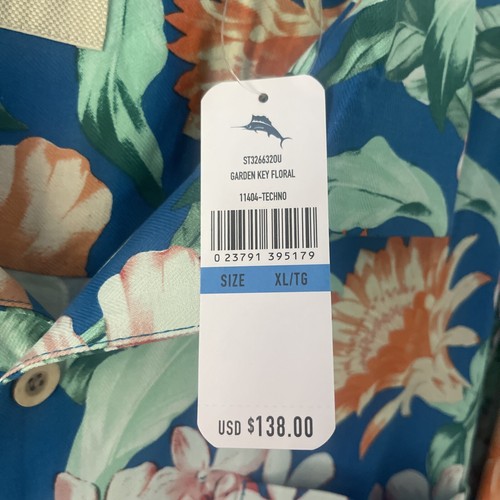 ST326632OU
GARDEN KEY FLORAL
11404-TECHNO
0 23791 395179
SIZE XL/TG
USD $138.00